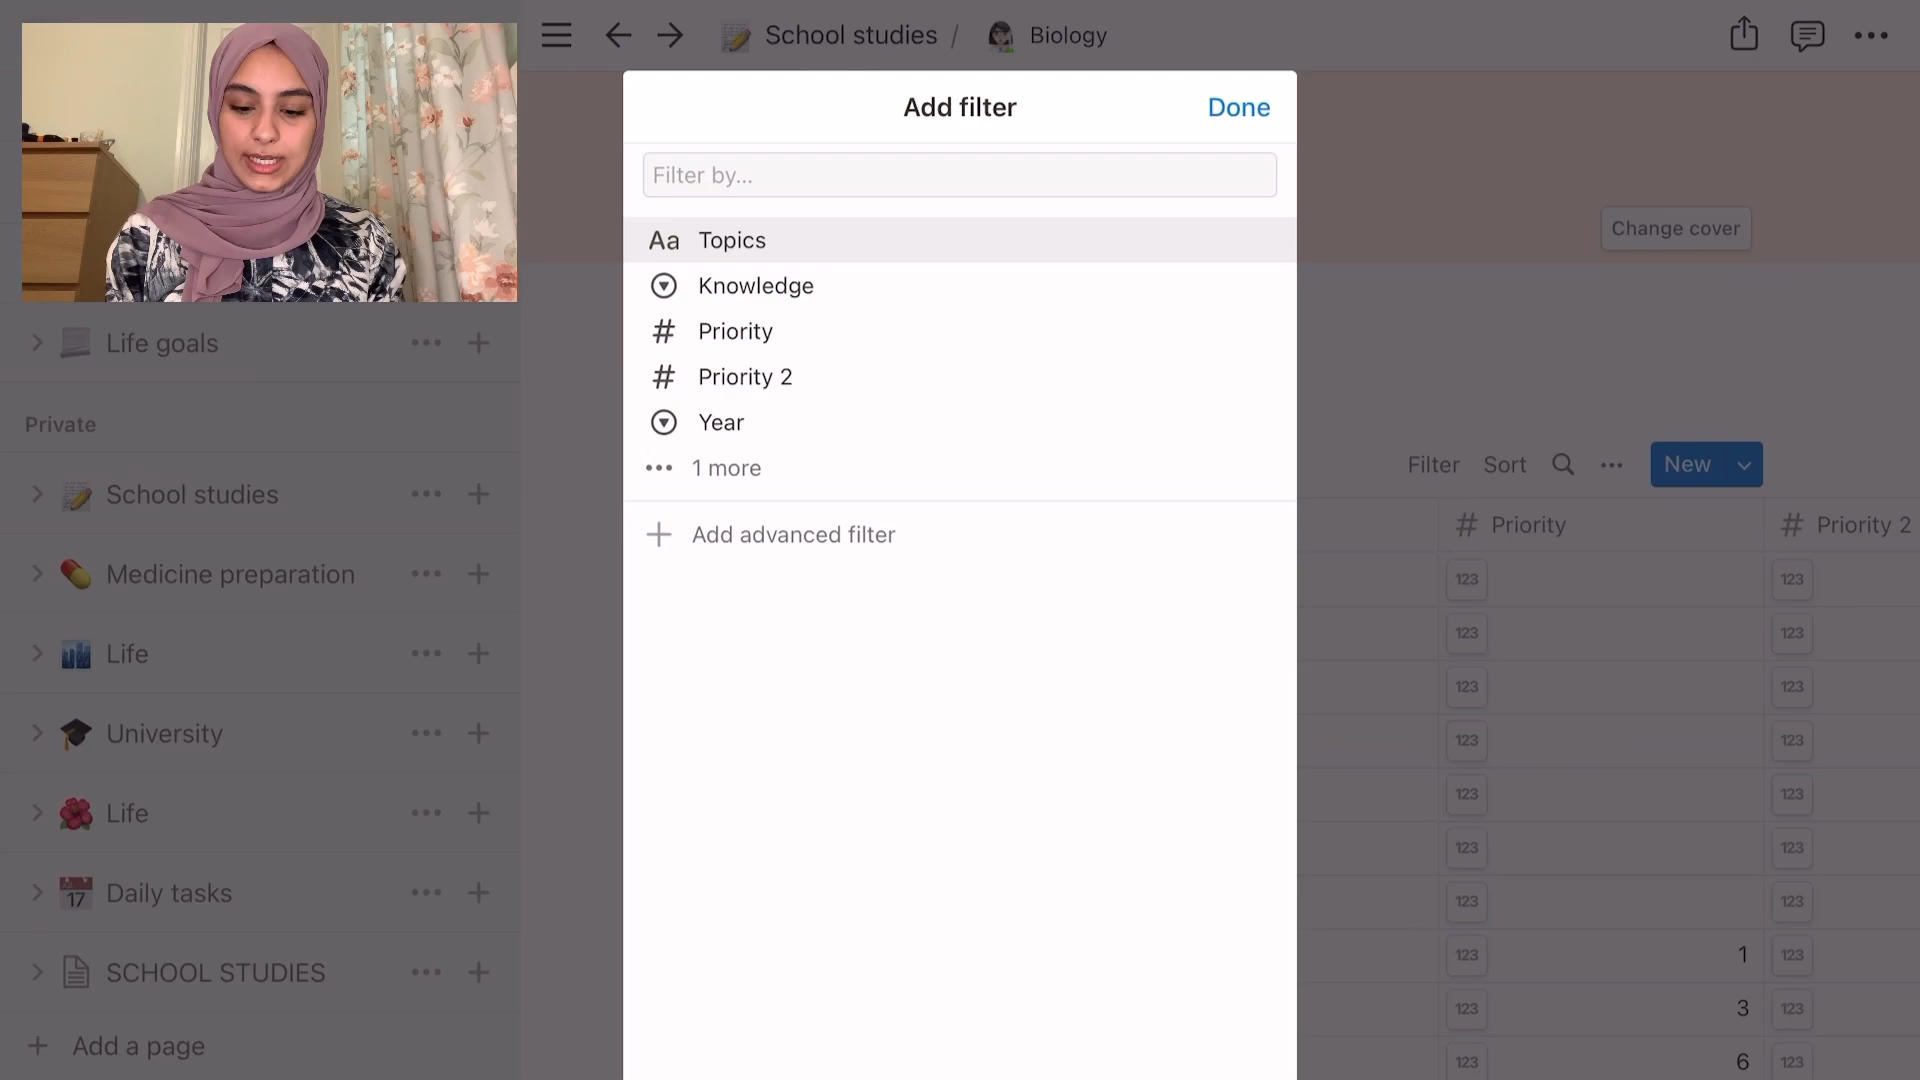 School studies / Biology
Add filter
Done
Filter by...
Aa Topics
Knowledge
# Priority
# Priority 2
Year
••• 1 more
+ Add advanced filter
Change cover
Life goals
Private
School studies
Medicine preparation
Life
University
Life
17
Daily tasks
SCHOOL STUDIES
+ Add a page
Filter Sort
New
# Priority
# Priority 2
123 123
123 123
123 123
123 123
123 123
123 123
123 123
123 1 123
123 3 123
123 6 123